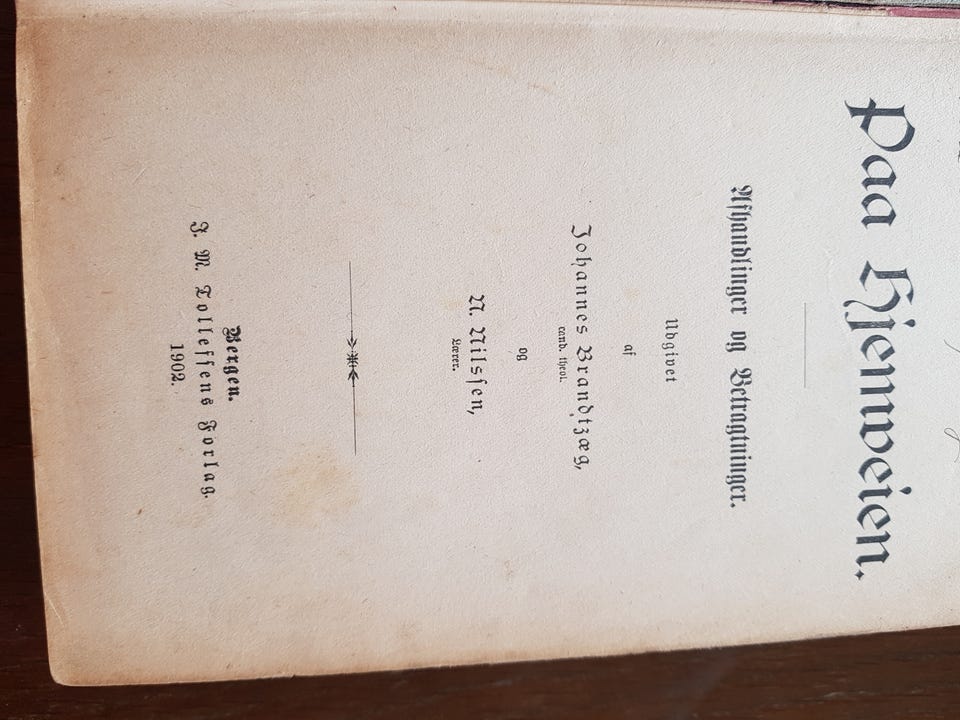 Paa Hjemveien.
Afhandlinger og Betragtninger.
Udgivet
af
Johannes Brandtzæg,
cand. theol.
og
N. Nilssen,
Lærer.
Bergen.
J. M. Tollefsens Forlag.
1902.